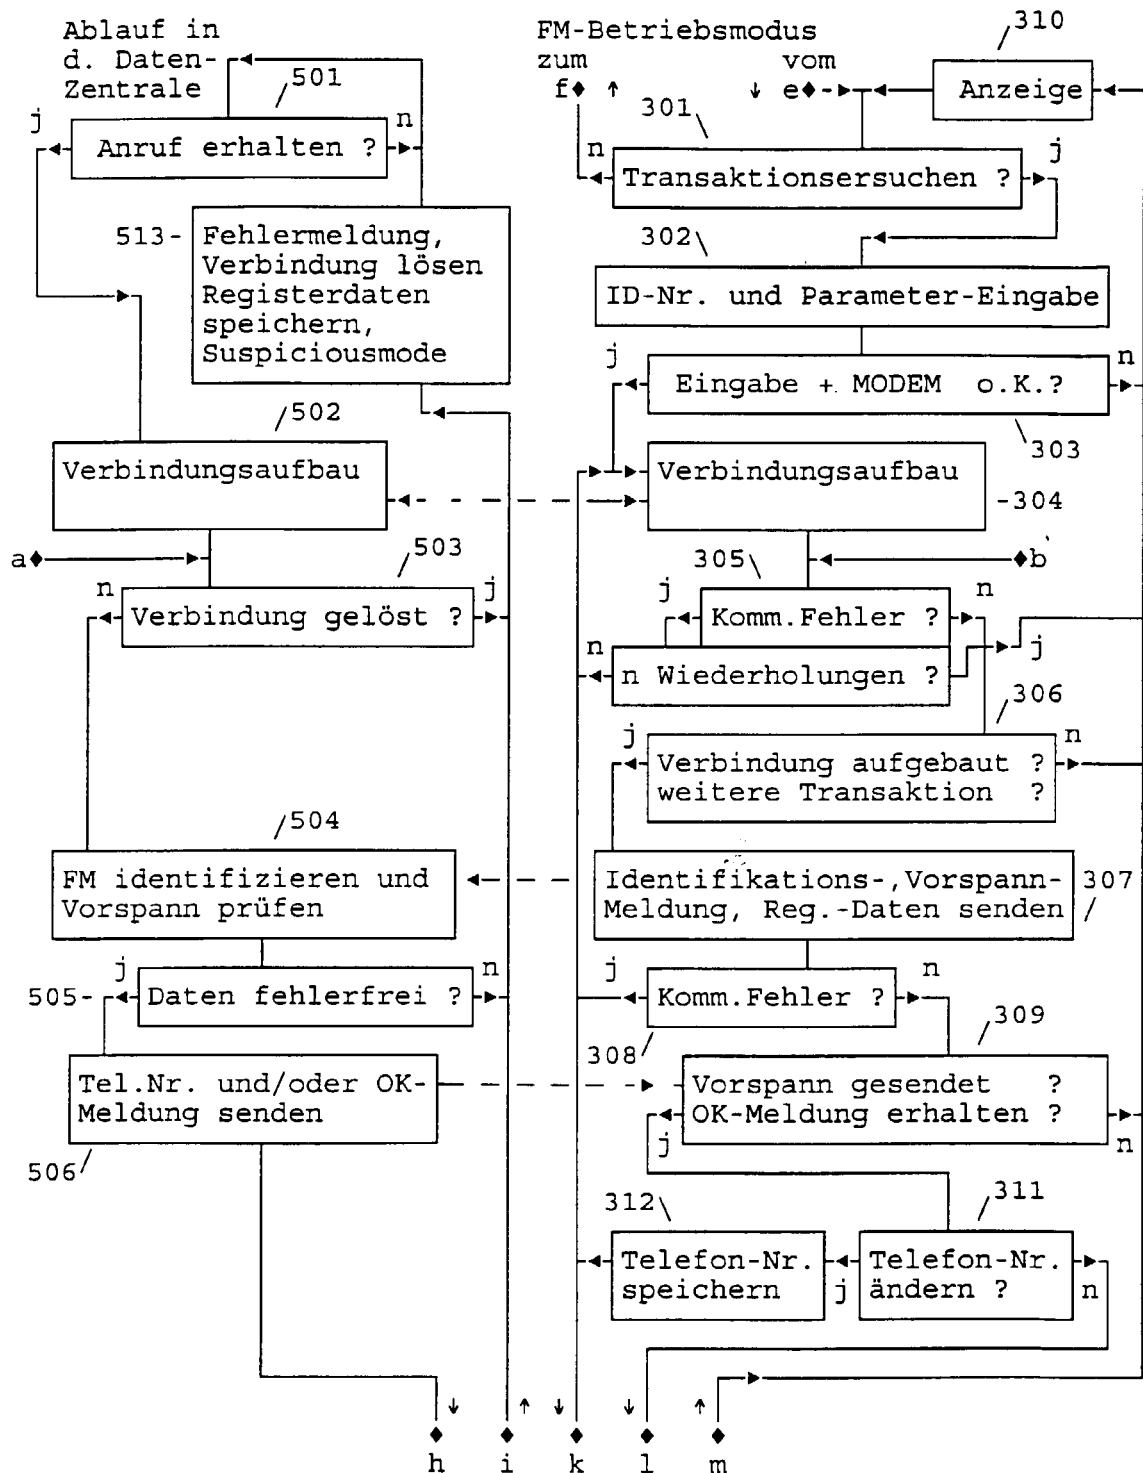 Ablauf in
d. Daten-
Zentrale
501
j
n
Anruf erhalten ?
513-
Fehlermeldung,
Verbindung lösen
Registerdaten
speichern,
Suspiciousmode
502
Verbindungsaufbau
a
503
n
j
Verbindung gelöst ?
504
FM identifizieren und
Vorspann prüfen
j
n
505-
Daten fehlerfrei ?
Tel.Nr. und/oder OK-
Meldung senden
506
FM-Betriebsmodus
zum
vom
f
e
310
Anzeige
301
n
j
Transaktionsersuchen ?
302
ID-Nr. und Parameter-Eingabe
j
n
Eingabe + MODEM o.K.?
303
Verbindungsaufbau
-304
b
305
j
n
Komm.Fehler ?
n
j
n Wiederholungen ?
306
j
n
Verbindung aufgebaut ?
weitere Transaktion ?
Identifikations-,Vorspann-
Meldung, Reg.-Daten senden
307
j
n
Komm.Fehler ?
308
309
Vorspann gesendet ?
OK-Meldung erhalten ?
j
n
312
311
Telefon-Nr.
speichern
j
Telefon-Nr.
ändern ?
n
h i k l m